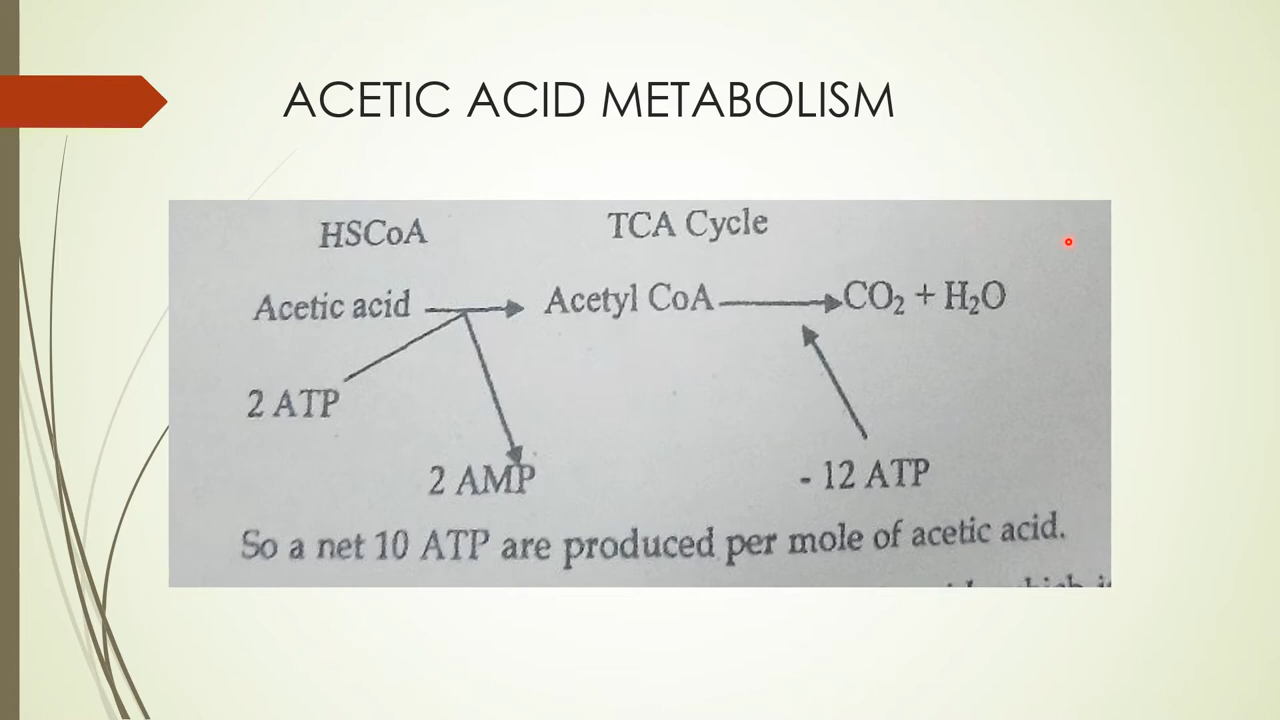 ACETIC ACID METABOLISM
HSCoA TCA Cycle
Acetic acid Acetyl CoA CO₂ + H₂O
2 ATP
2 AMP - 12 ATP
So a net 10 ATP are produced per mole of acetic acid.